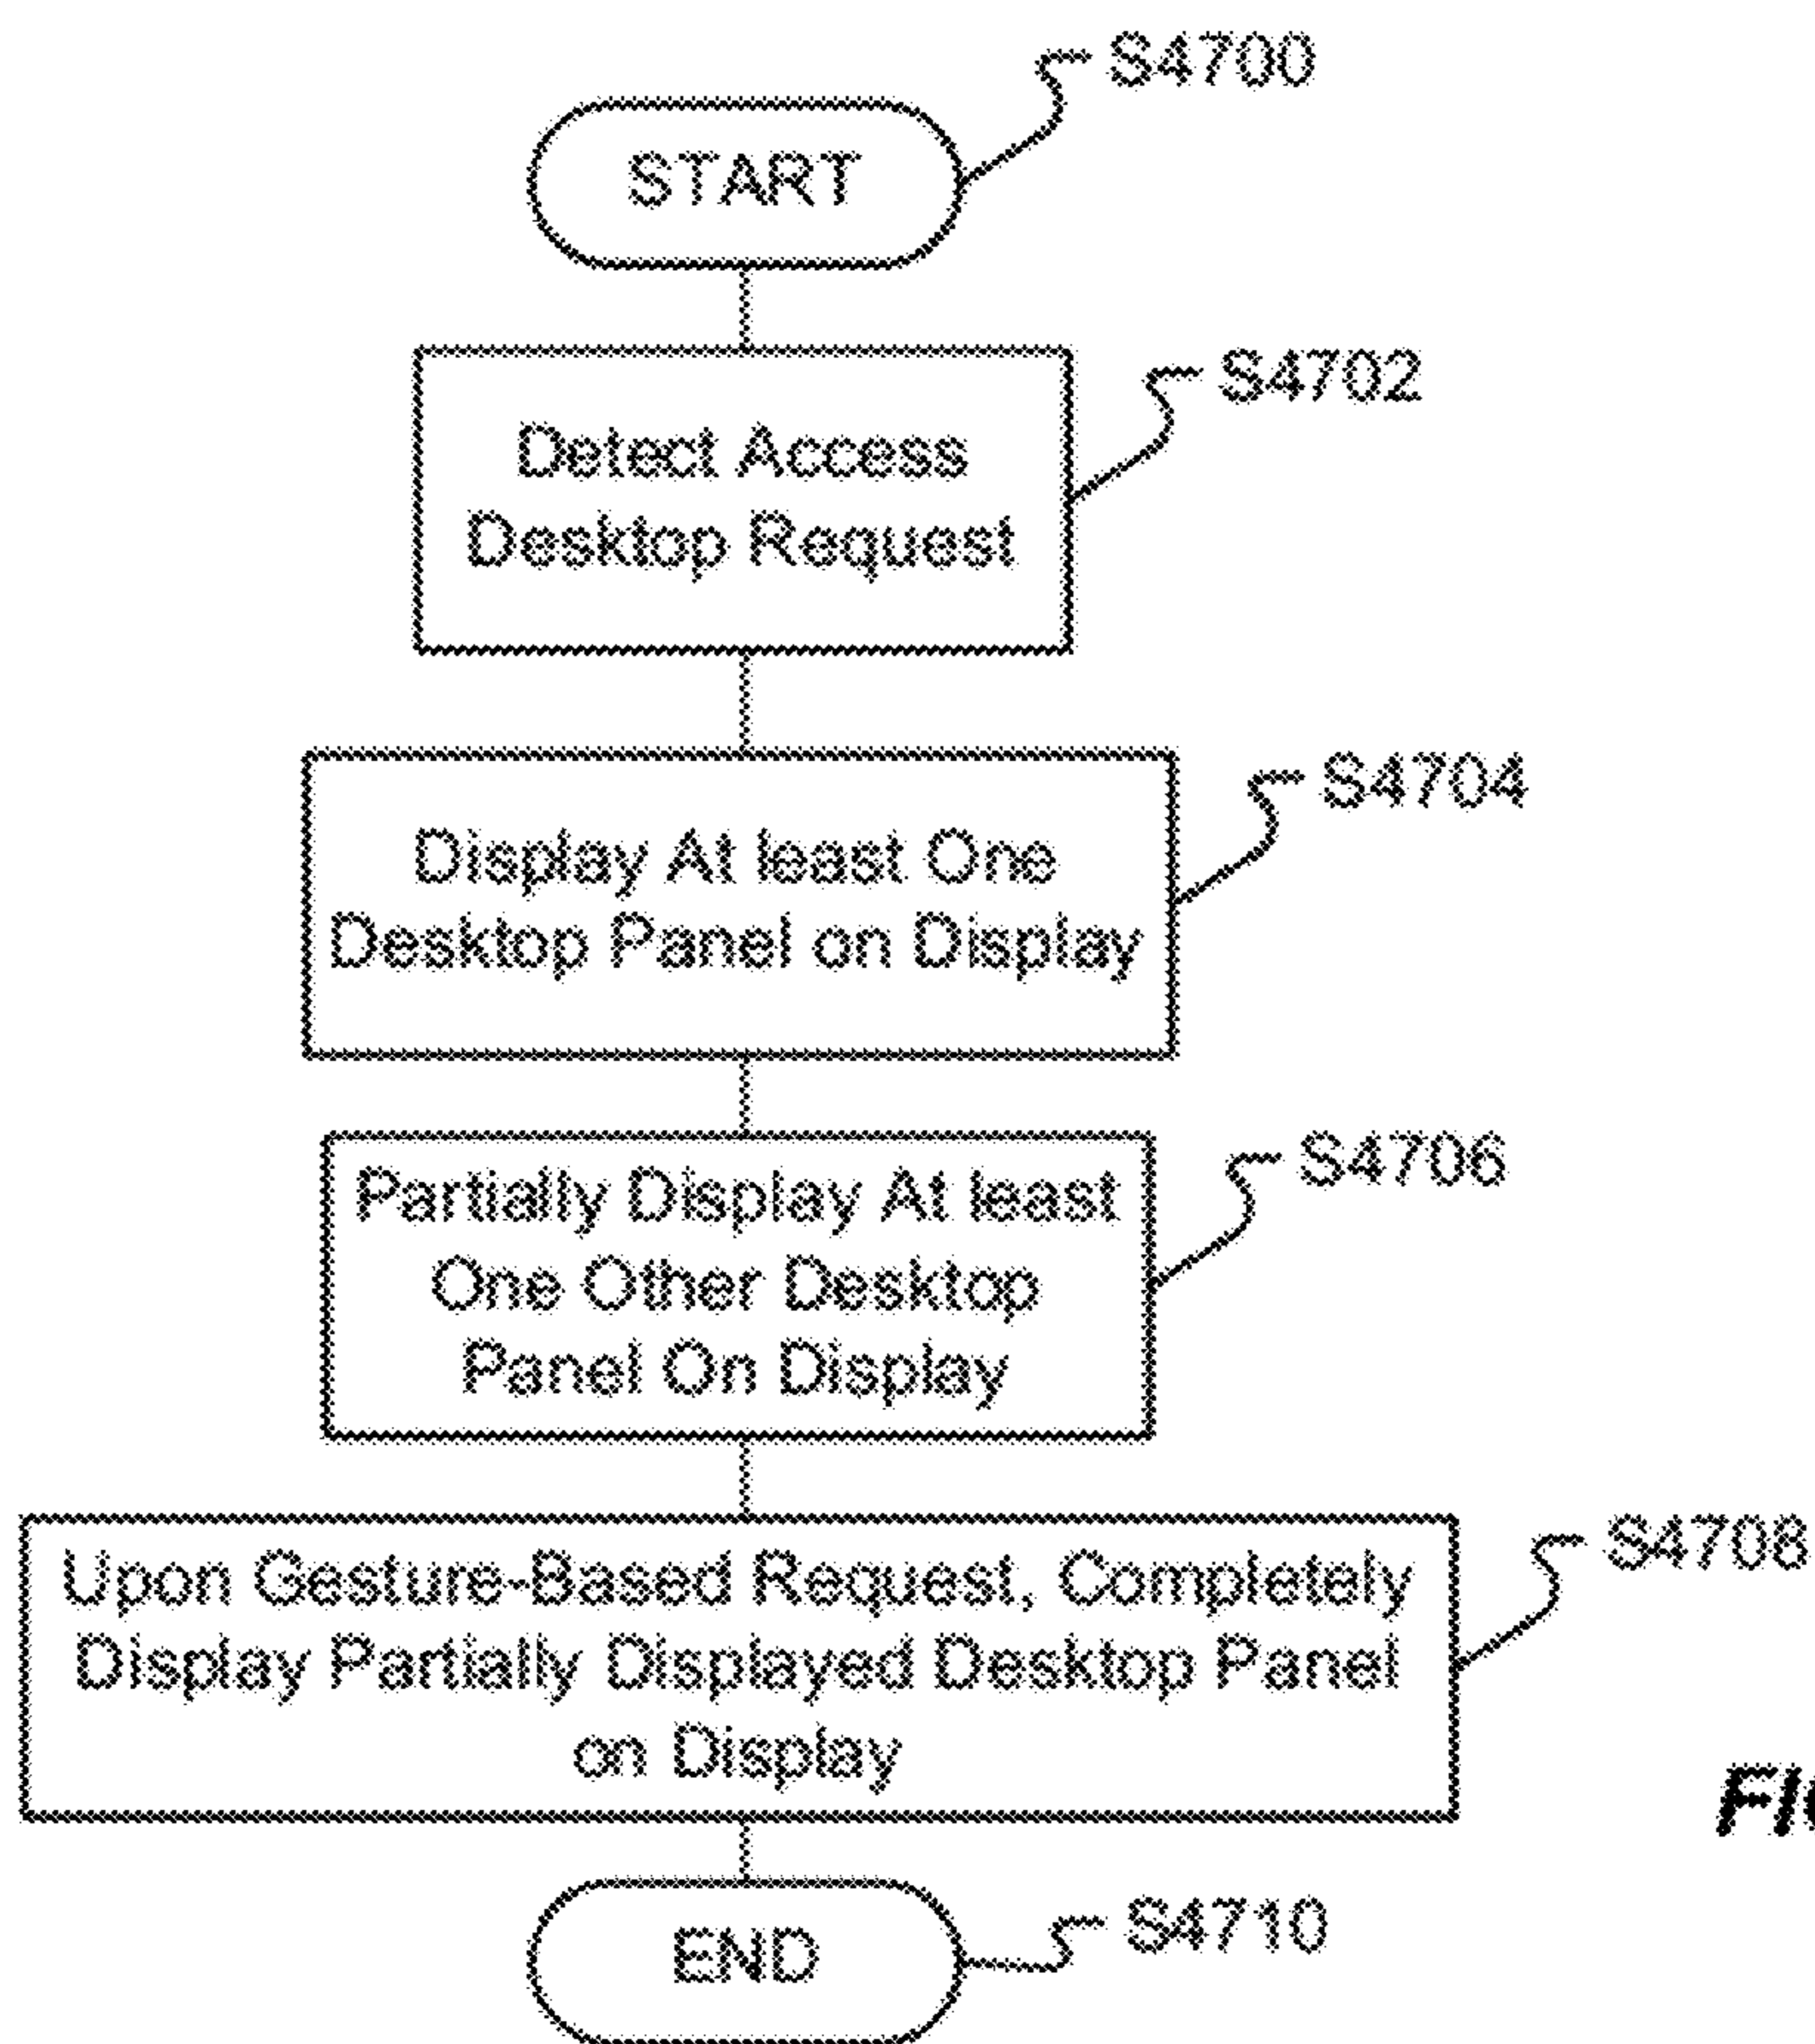 S4700
START
S4702
Detect Access
Desktop Request
S4704
Display At least One
Desktop Panel on Display
S4706
Partially Display At least
One Other Desktop
Panel On Display
S4708
Upon Gesture-Based Request, Completely
Display Partially Displayed Desktop Panel
on Display
S4710
END